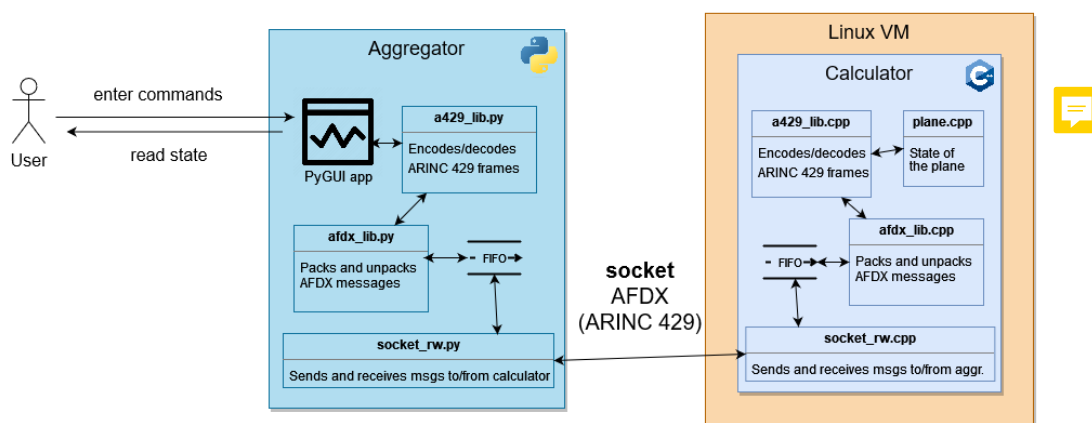 Aggregator
enter commands
read state
User
PyGUI app
a429_lib.py
Encodes/decodes
ARINC 429 frames
afdx_lib.py
Packs and unpacks
AFDX messages
FIFO
socket_rw.py
Sends and receives msgs to/from calculator
socket
AFDX
(ARINC 429)
Linux VM
Calculator
C++
a429_lib.cpp
Encodes/decodes
ARINC 429 frames
plane.cpp
State of
the plane
afdx_lib.cpp
Packs and unpacks
AFDX messages
FIFO
socket_rw.cpp
Sends and receives msgs to/from aggr.